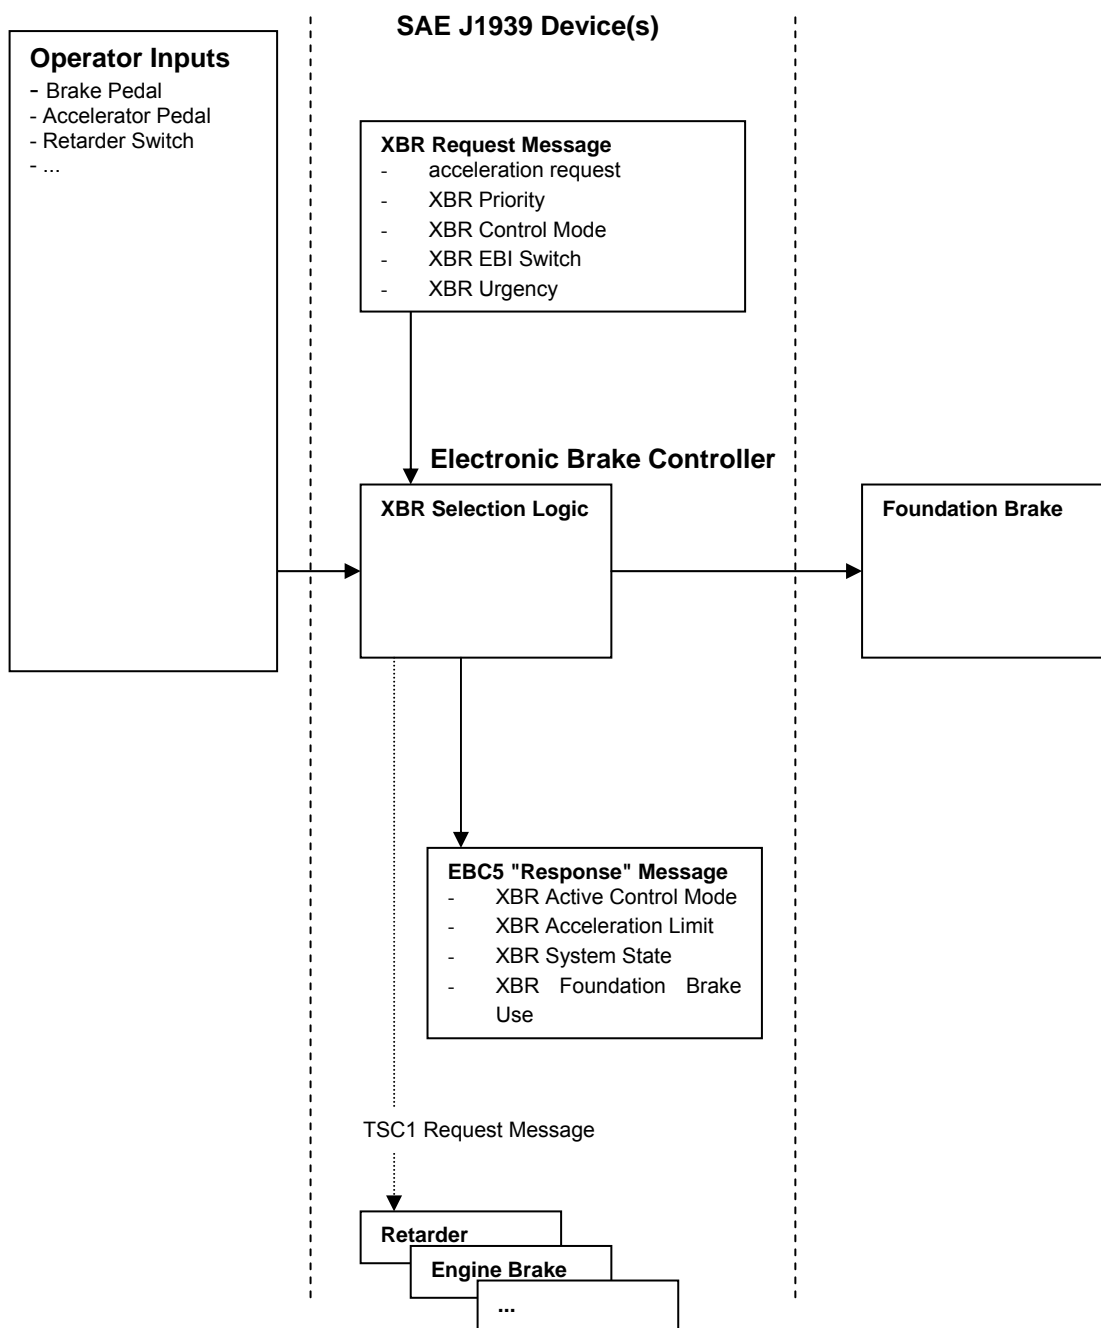 SAE J1939 Device(s)
Operator Inputs
- Brake Pedal
- Accelerator Pedal
- Retarder Switch
- ...
XBR Request Message
- acceleration request
- XBR Priority
- XBR Control Mode
- XBR EBI Switch
- XBR Urgency
Electronic Brake Controller
XBR Selection Logic
Foundation Brake
EBC5 "Response" Message
- XBR Active Control Mode
- XBR Acceleration Limit
- XBR System State
- XBR Foundation Brake
Use
TSC1 Request Message
Retarder
Engine Brake
...